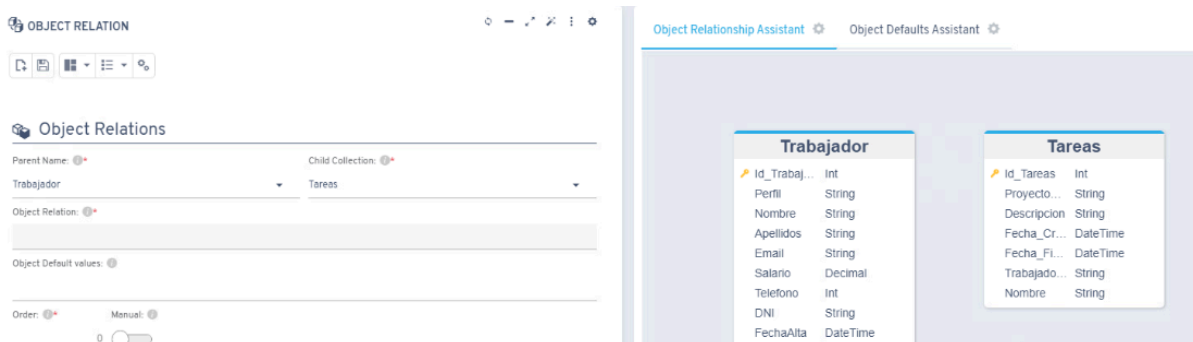 OBJECT RELATION
Object Relations
Parent Name: *
Child Collection: *
Trabajador
Tareas
Object Relation: *
Object Default values:
Order: *
Manual:
0
Object Relationship Assistant
Object Defaults Assistant
Trabajador
Id_Trabaj... Int
Perfil String
Nombre String
Apellidos String
Email String
Salario Decimal
Telefono Int
DNI String
FechaAlta DateTime
Tareas
Id_Tareas Int
Proyecto... String
Descripcion String
Fecha_Cr... DateTime
Fecha_Fi... DateTime
Trabajado... String
Nombre String